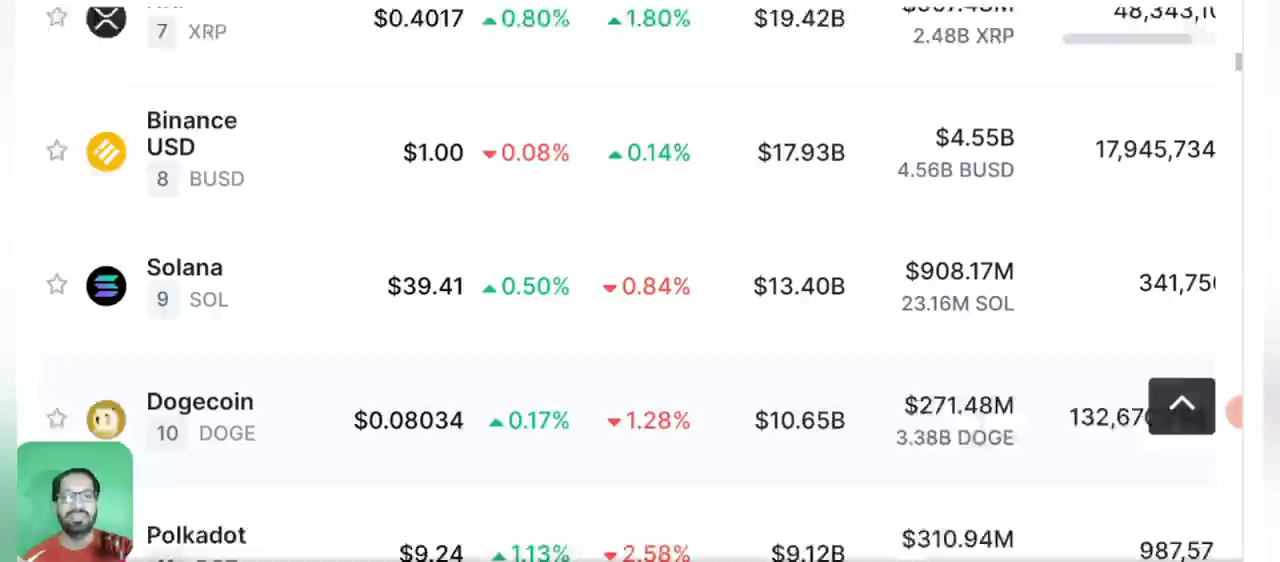 $0.4017 0.80% 1.80% $19.42B
7 XRP 2.48B XRP
Binance
USD
$1.00 0.08% 0.14% $17.93B $4.55B 17,945,734
8 BUSD 4.56B BUSD
Solana
$39.41 0.50% 0.84% $13.40B $908.17M 341,750
9 SOL 23.16M SOL
Dogecoin
$0.08034 0.17% 1.28% $10.65B $271.48M 132,670
10 DOGE 3.38B DOGE
Polkadot
$9.24 1.13% 2.58% $9.12B $310.94M 987,57